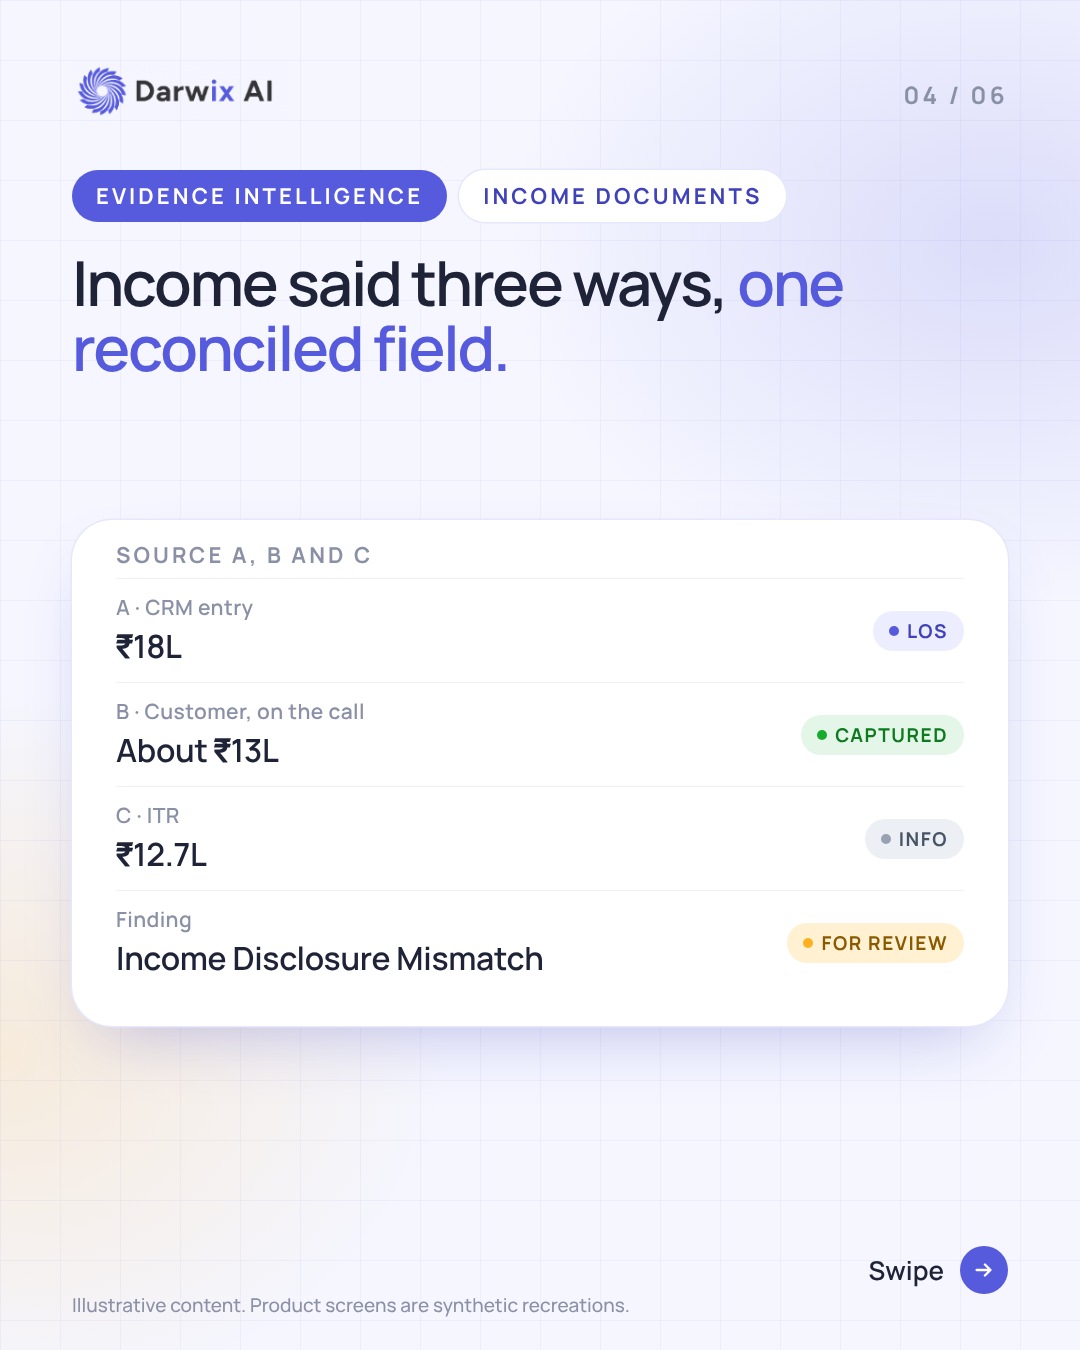 Darwix AI
04 / 06
EVIDENCE INTELLIGENCE
INCOME DOCUMENTS
Income said three ways, one
reconciled field.
SOURCE A, B AND C
A · CRM entry
₹18L
LOS
B · Customer, on the call
About ₹13L
CAPTURED
C · ITR
₹12.7L
INFO
Finding
Income Disclosure Mismatch
FOR REVIEW
Swipe
Illustrative content. Product screens are synthetic recreations.